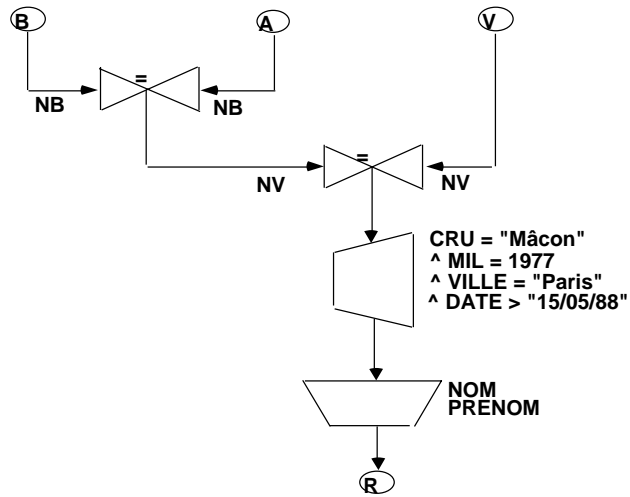 B
A
V
=
NB
NB
=
NV
NV
CRU = "Mâcon"
^ MIL = 1977
^ VILLE = "Paris"
^ DATE > "15/05/88"
NOM
PRENOM
R